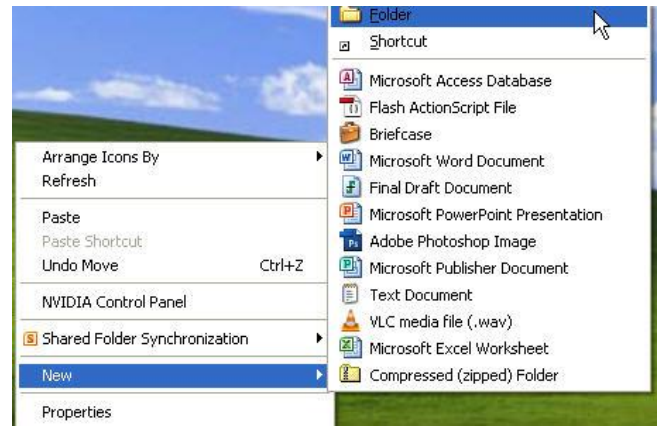 Arrange Icons By
Refresh
Paste
Paste Shortcut
Undo Move Ctrl+Z
NVIDIA Control Panel
Shared Folder Synchronization
New
Properties
Folder
Shortcut
Microsoft Access Database
Flash ActionScript File
Briefcase
Microsoft Word Document
Final Draft Document
Microsoft PowerPoint Presentation
Adobe Photoshop Image
Microsoft Publisher Document
Text Document
VLC media file (.wav)
Microsoft Excel Worksheet
Compressed (zipped) Folder